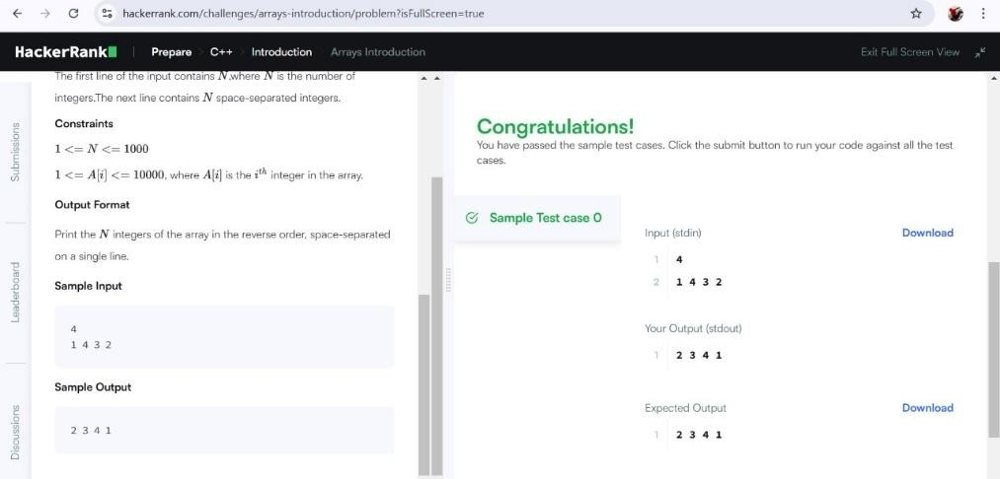 hackerrank.com/challenges/arrays-introduction/problem?isFullScreen=true
HackerRank | Prepare > C++ > Introduction > Arrays Introduction
Exit Full Screen View
Submissions
Leaderboard
Discussions
The first line of the input contains N,where N is the number of
integers.The next line contains N space-separated integers.
Constraints
1 <= N <= 1000
1 <= A[i] <= 10000, where A[i] is the iᵗʰ integer in the array.
Output Format
Print the N integers of the array in the reverse order, space-separated
on a single line.
Sample Input
4
1 4 3 2
Sample Output
2 3 4 1
Congratulations!
You have passed the sample test cases. Click the submit button to run your code against all the test
cases.
Sample Test case 0
Input (stdin)
Download
1 4
2 1 4 3 2
Your Output (stdout)
1 2 3 4 1
Expected Output
Download
1 2 3 4 1